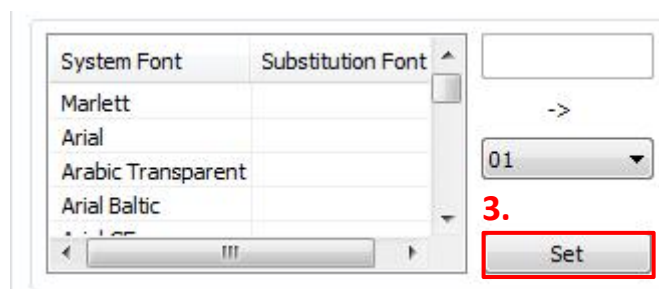 System Font Substitution Font
Marlett
->
Arial
01
Arabic Transparent
Arial Baltic
3.
Set